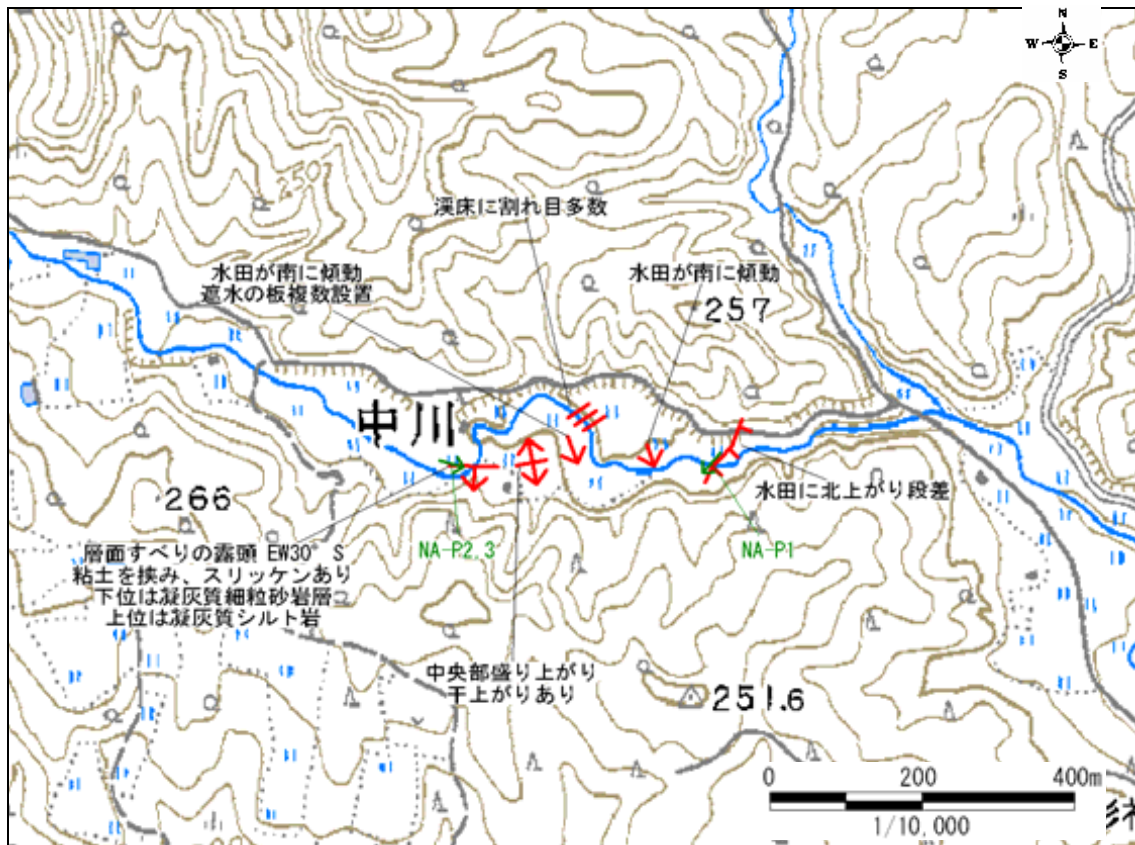 N
W E
S
250
渓床に割れ目多数
水田が南に傾動
遮水の板複数設置
水田が南に傾動
257
中川
266
水田に北上がり段差
層面すべりの露頭 EW30°S
粘土を挟み、スリッケンあり
下位は凝灰質細粒砂岩層
上位は凝灰質シルト岩
NA-P2,3
NA-P1
中央部盛り上がり
干上がりあり
251.6
0 200 400m
1/10,000